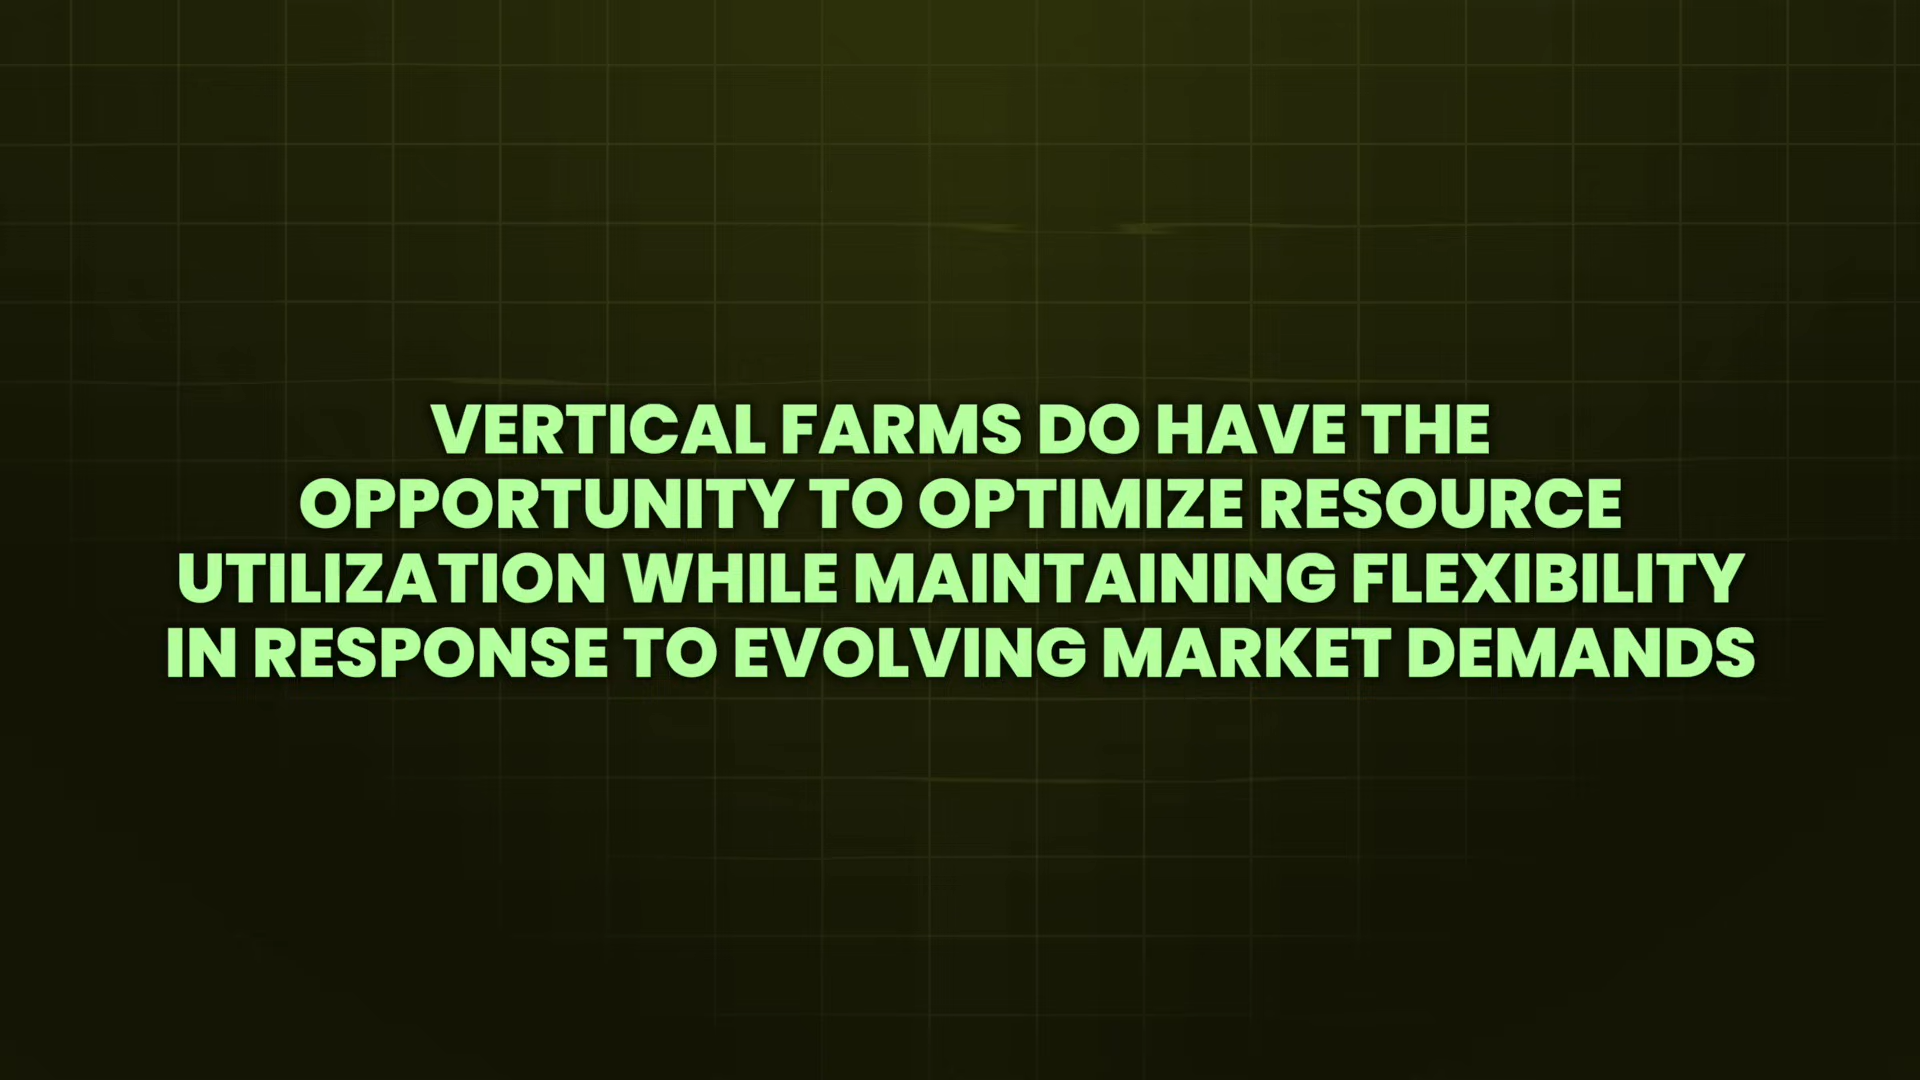 VERTICAL FARMS DO HAVE THE
OPPORTUNITY TO OPTIMIZE RESOURCE
UTILIZATION WHILE MAINTAINING FLEXIBILITY
IN RESPONSE TO EVOLVING MARKET DEMANDS